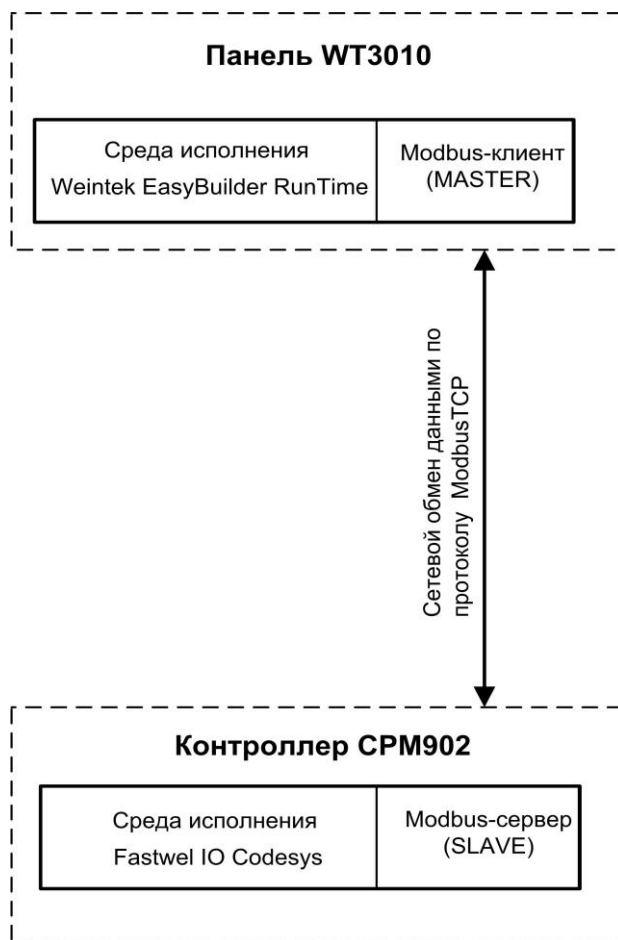 Панель WT3010
Среда исполнения
Weintek EasyBuilder RunTime
Modbus-клиент
(MASTER)
Сетевой обмен данными по
протоколу ModbusTCP
Контроллер CPM902
Среда исполнения
Fastwel IO Codesys
Modbus-сервер
(SLAVE)